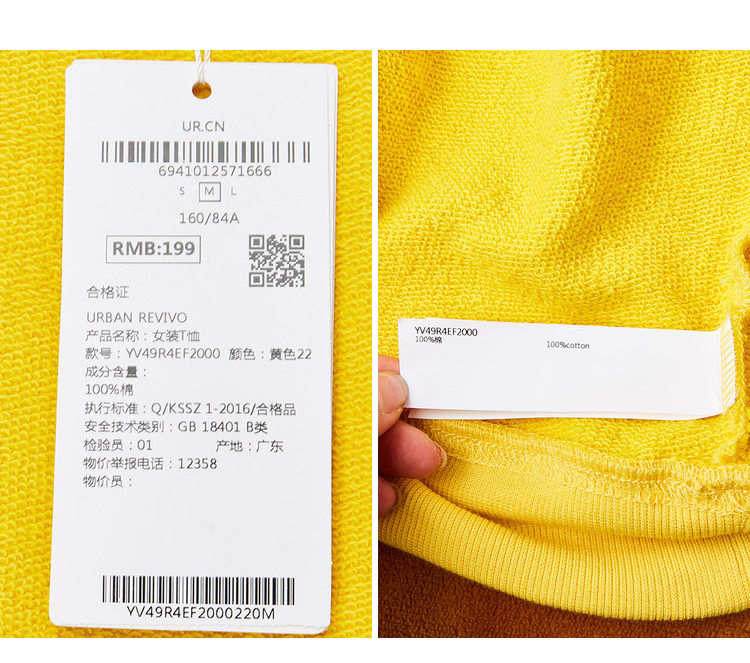 UR.CN
6941012571666
S M L
160/84A
RMB:199
合格证
URBAN REVIVO
产品名称：女装T恤
款号：YV49R4EF2000 颜色：黄色22
成分含量：
100%棉
执行标准：Q/KSSZ 1-2016/合格品
安全技术类别：GB 18401 B类
检验员：01 产地：广东
物价举报电话：12358
物价员：
YV49R4EF2000220M
YV49R4EF2000
100%棉
100%cotton